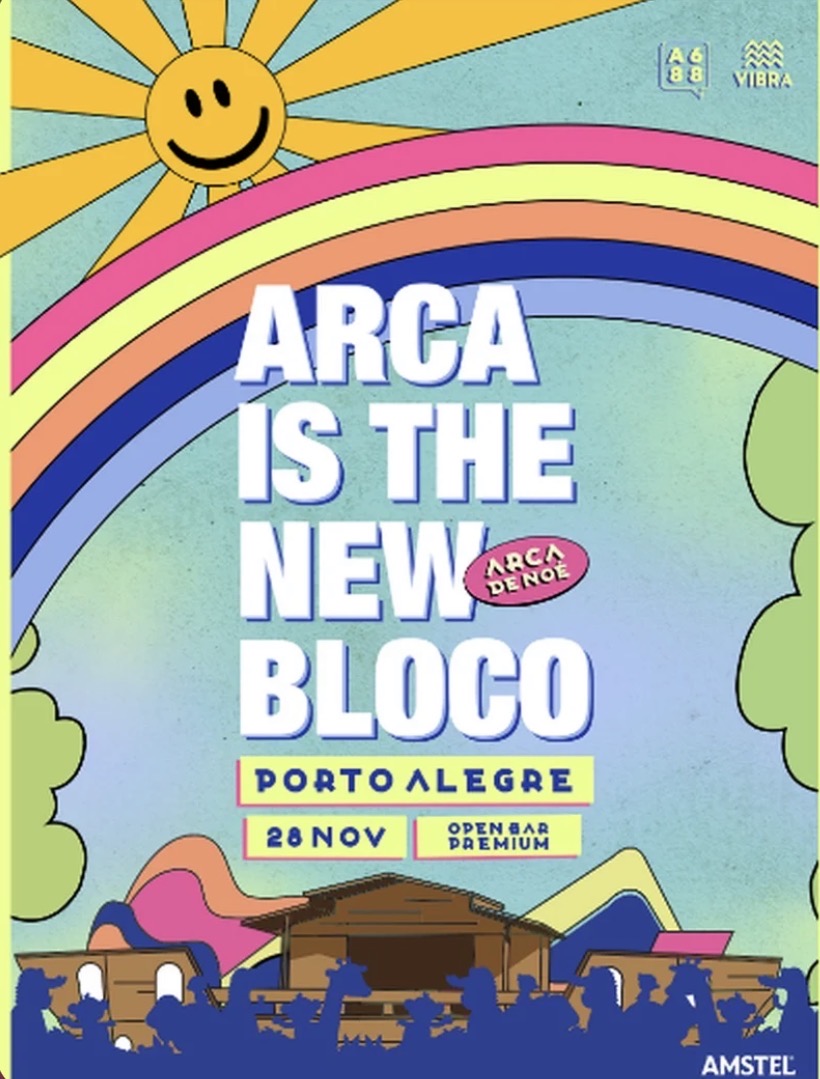 A6
88
VIBRA
ARCA
IS THE
NEW
ARCA
DE NOÉ
BLOCO
PORTO ALEGRE
28 NOV
OPEN BAR
PREMIUM
AMSTEL